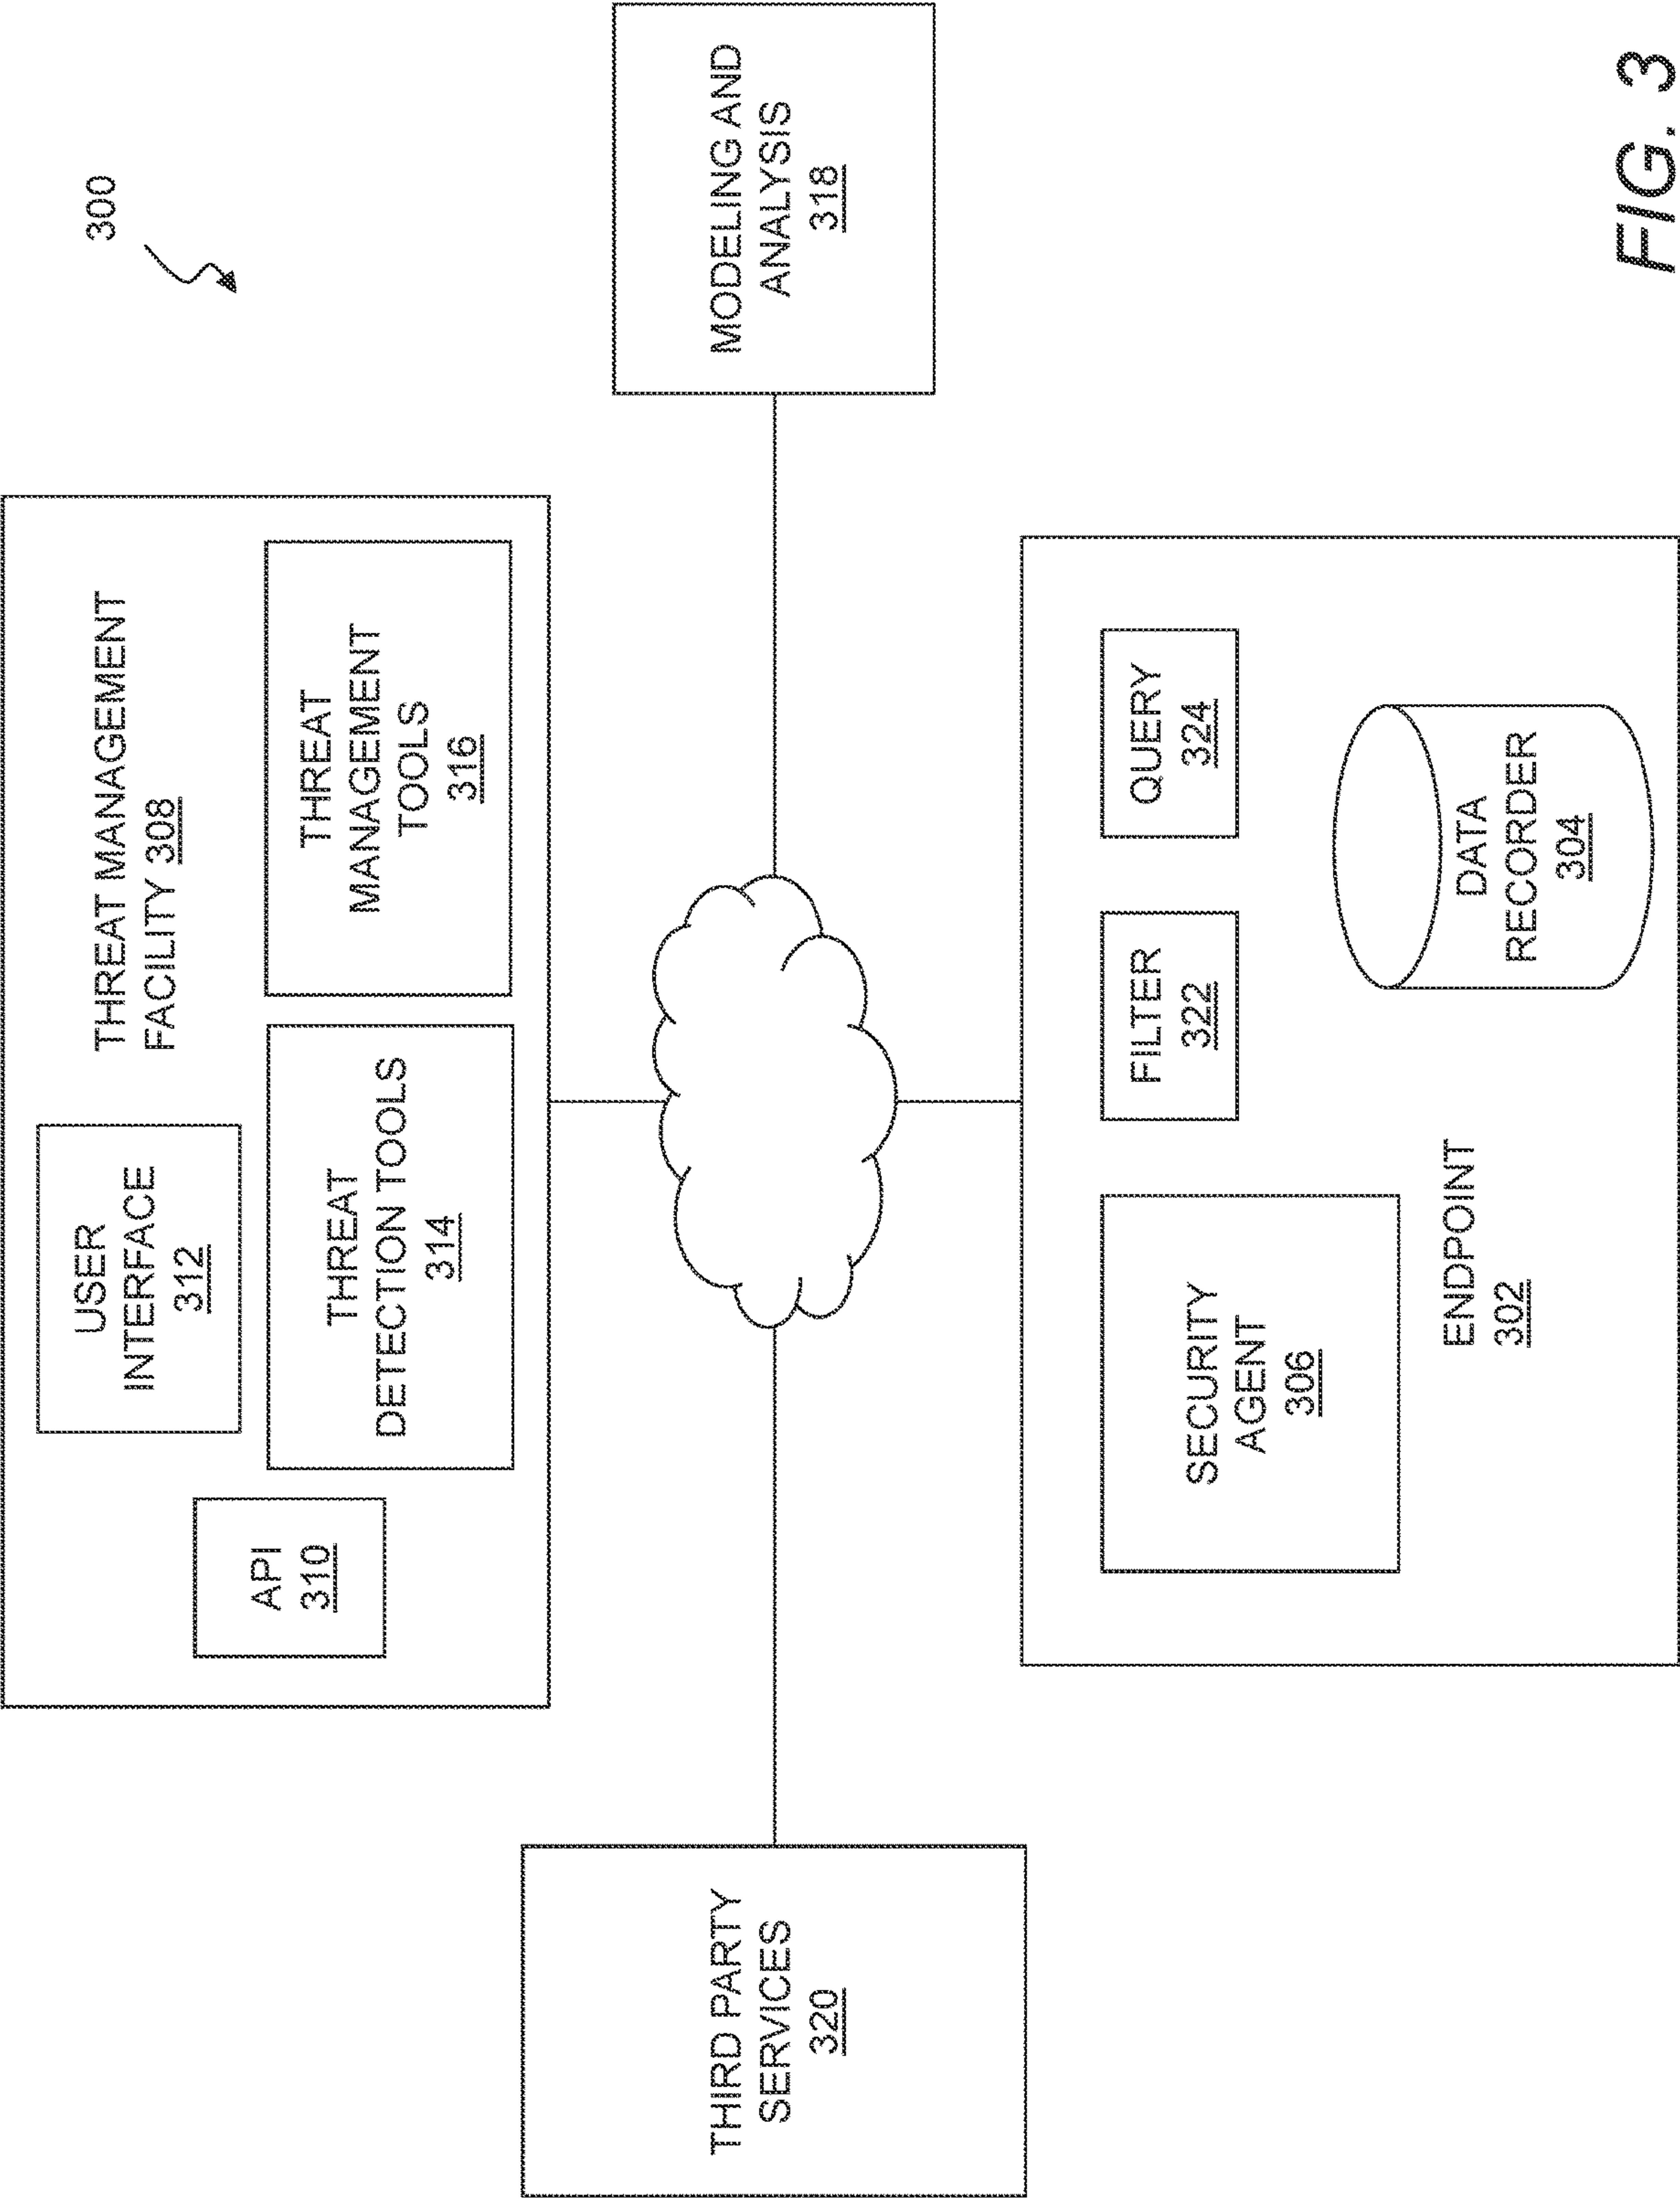 300
THREAT MANAGEMENT
FACILITY 308
USER
INTERFACE
312
API
310
THREAT
DETECTION TOOLS
314
THREAT
MANAGEMENT
TOOLS
316
THIRD PARTY
SERVICES
320
MODELING AND
ANALYSIS
318
SECURITY
AGENT
306
FILTER
322
QUERY
324
ENDPOINT
302
DATA
RECORDER
304
FIG. 3